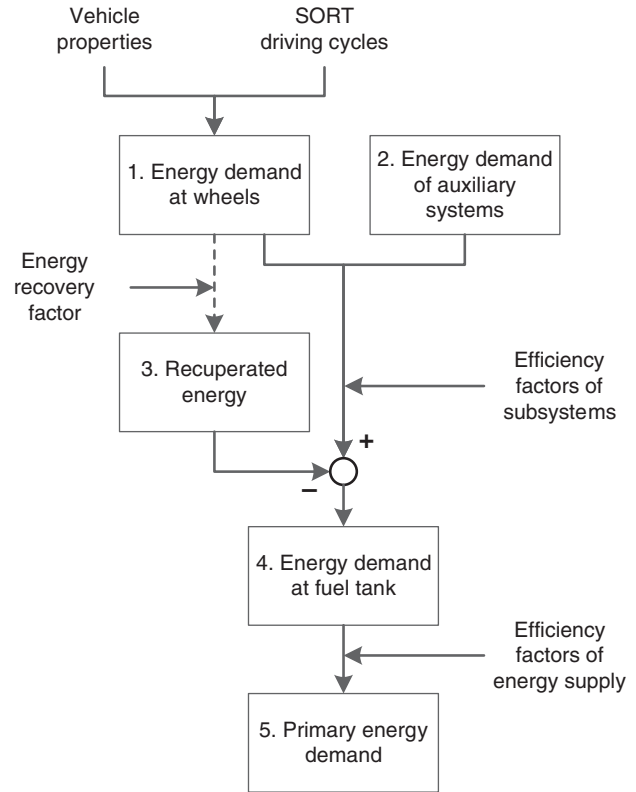 Vehicle
properties
SORT
driving cycles
1. Energy demand
at wheels
2. Energy demand
of auxiliary
systems
Energy
recovery
factor
3. Recuperated
energy
Efficiency
factors of
subsystems
+
−
4. Energy demand
at fuel tank
Efficiency
factors of
energy supply
5. Primary energy
demand